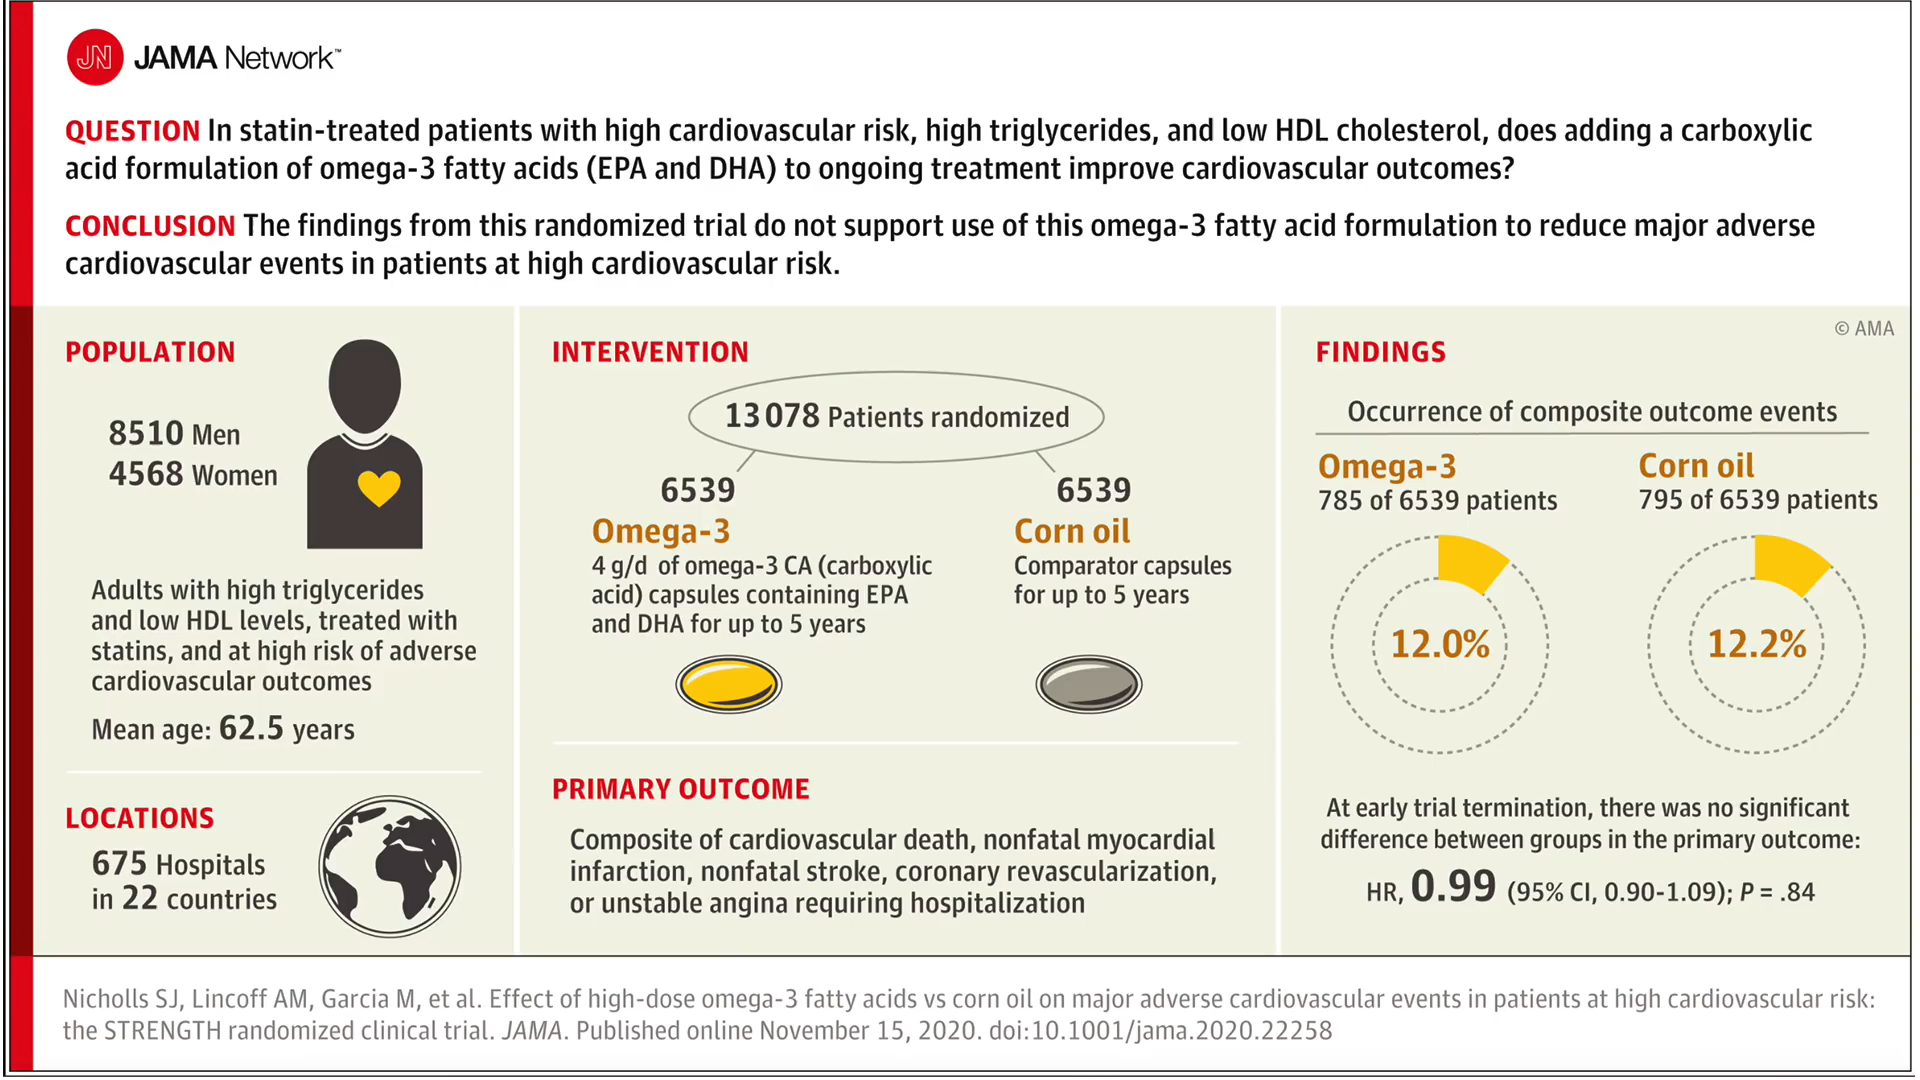 JN JAMA Network™
QUESTION In statin-treated patients with high cardiovascular risk, high triglycerides, and low HDL cholesterol, does adding a carboxylic
acid formulation of omega-3 fatty acids (EPA and DHA) to ongoing treatment improve cardiovascular outcomes?
CONCLUSION The findings from this randomized trial do not support use of this omega-3 fatty acid formulation to reduce major adverse
cardiovascular events in patients at high cardiovascular risk.
© AMA
POPULATION
8510 Men
4568 Women
Adults with high triglycerides
and low HDL levels, treated with
statins, and at high risk of adverse
cardiovascular outcomes
Mean age: 62.5 years
LOCATIONS
675 Hospitals
in 22 countries
INTERVENTION
13 078 Patients randomized
6539
Omega-3
4 g/d of omega-3 CA (carboxylic
acid) capsules containing EPA
and DHA for up to 5 years
6539
Corn oil
Comparator capsules
for up to 5 years
PRIMARY OUTCOME
Composite of cardiovascular death, nonfatal myocardial
infarction, nonfatal stroke, coronary revascularization,
or unstable angina requiring hospitalization
FINDINGS
Occurrence of composite outcome events
Omega-3
785 of 6539 patients
12.0%
Corn oil
795 of 6539 patients
12.2%
At early trial termination, there was no significant
difference between groups in the primary outcome:
HR, 0.99 (95% CI, 0.90-1.09); P = .84
Nicholls SJ, Lincoff AM, Garcia M, et al. Effect of high-dose omega-3 fatty acids vs corn oil on major adverse cardiovascular events in patients at high cardiovascular risk:
the STRENGTH randomized clinical trial. JAMA. Published online November 15, 2020. doi:10.1001/jama.2020.22258